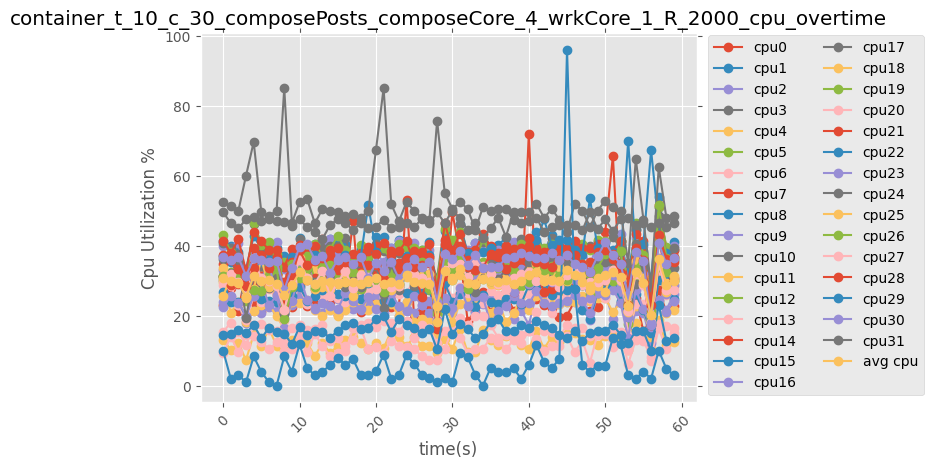 container_t_10_c_30_composePosts_composeCore_4_wrkCore_1_R_2000_cpu_overtime
100
80
60
40
20
0
Cpu Utilization %
0
10
20
30
40
50
60
time(s)
cpu0
cpu1
cpu2
cpu3
cpu4
cpu5
cpu6
cpu7
cpu8
cpu9
cpu10
cpu11
cpu12
cpu13
cpu14
cpu15
cpu16
cpu17
cpu18
cpu19
cpu20
cpu21
cpu22
cpu23
cpu24
cpu25
cpu26
cpu27
cpu28
cpu29
cpu30
cpu31
avg cpu